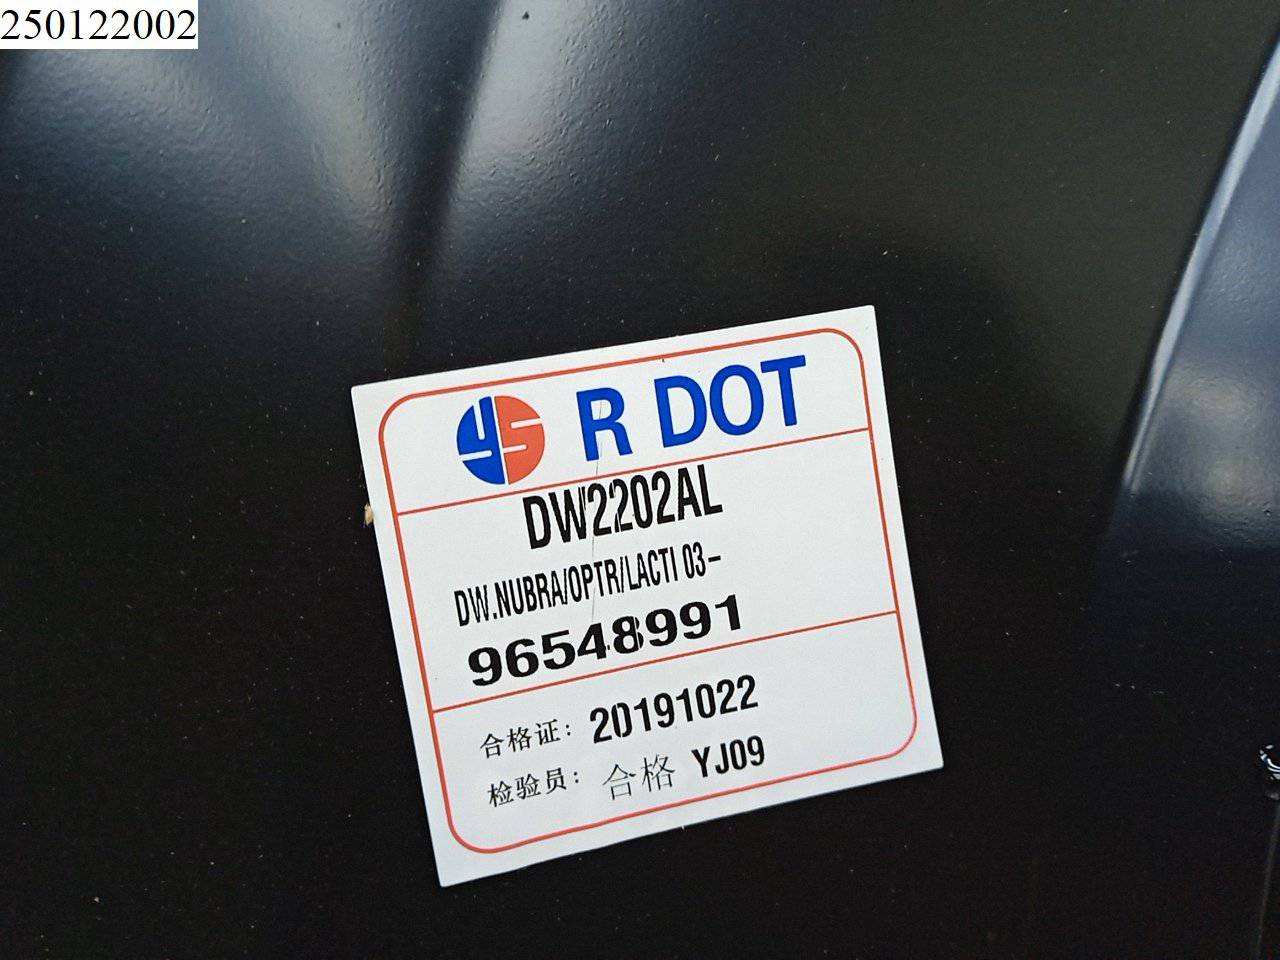 250122002
YS R DOT
DW2202AL
DW.NUBRA/OPTR/LACTI 03-
96548991
合格证: 20191022
检验员: 合格 YJ09